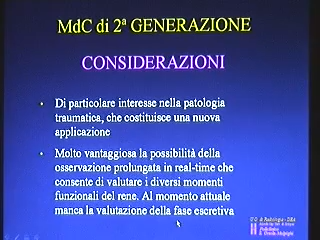 MdC di 2ª GENERAZIONE
CONSIDERAZIONI
• Di particolare interesse nella patologia
traumatica, che costituisce una nuova
applicazione
• Molto vantaggiosa la possibilità della
osservazione prolungata in real-time che
consente di valutare i diversi momenti
funzionali del rene. Al momento attuale
manca la valutazione della fase escretiva